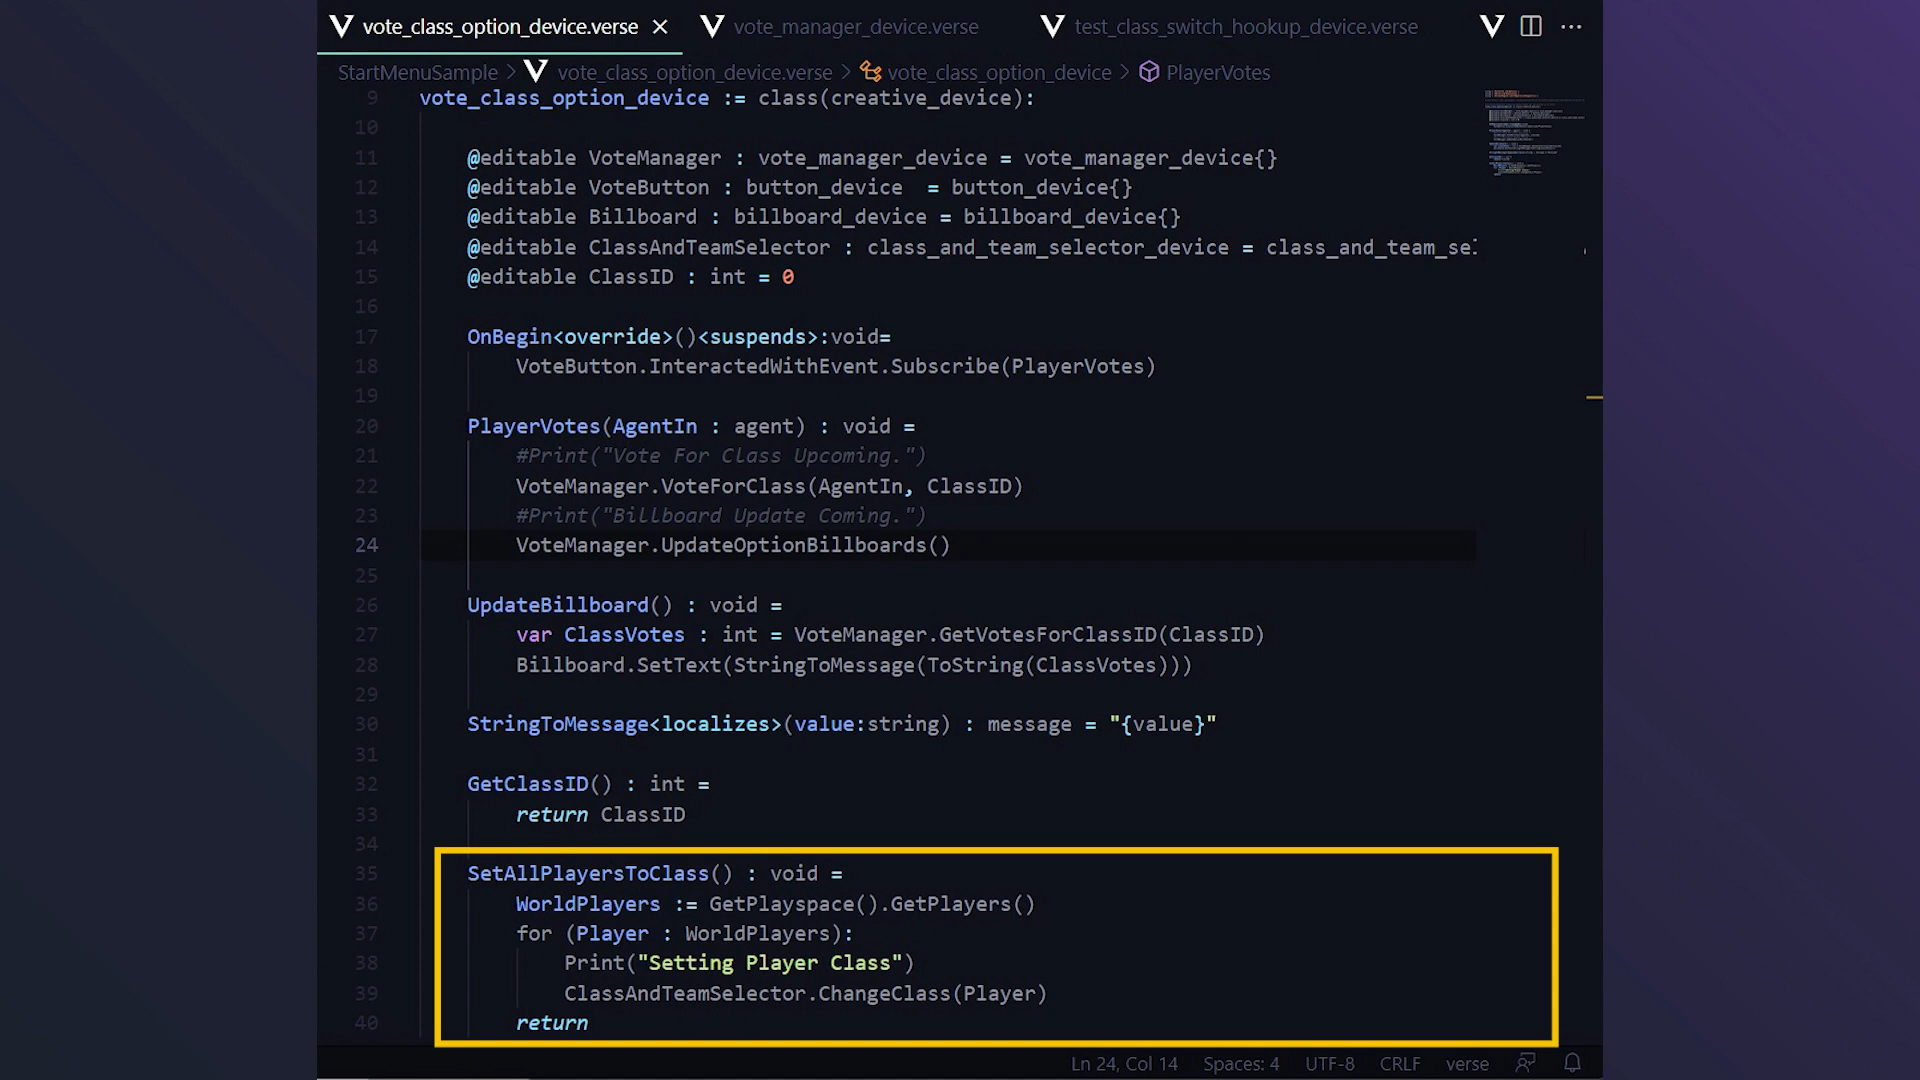 vote_class_option_device.verse
vote_manager_device.verse
test_class_switch_hookup_device.verse
StartMenuSample > vote_class_option_device.verse > vote_class_option_device > PlayerVotes
9 vote_class_option_device := class(creative_device):
10
11 @editable VoteManager : vote_manager_device = vote_manager_device{}
12 @editable VoteButton : button_device  = button_device{}
13 @editable Billboard : billboard_device = billboard_device{}
14 @editable ClassAndTeamSelector : class_and_team_selector_device = class_and_team_sel
15 @editable ClassID : int = 0
16
17 OnBegin<override>()<suspends>:void=
18 VoteButton.InteractedWithEvent.Subscribe(PlayerVotes)
19
20 PlayerVotes(AgentIn : agent) : void =
21 #Print("Vote For Class Upcoming.")
22 VoteManager.VoteForClass(AgentIn, ClassID)
23 #Print("Billboard Update Coming.")
24 VoteManager.UpdateOptionBillboards()
25
26 UpdateBillboard() : void =
27 var ClassVotes : int = VoteManager.GetVotesForClassID(ClassID)
28 Billboard.SetText(StringToMessage(ToString(ClassVotes)))
29
30 StringToMessage<localizes>(value:string) : message = "{value}"
31
32 GetClassID() : int =
33 return ClassID
34
35 SetAllPlayersToClass() : void =
36 WorldPlayers := GetPlayspace().GetPlayers()
37 for (Player : WorldPlayers):
38 Print("Setting Player Class")
39 ClassAndTeamSelector.ChangeClass(Player)
40 return
Ln 24, Col 14 Spaces: 4 UTF-8 CRLF verse